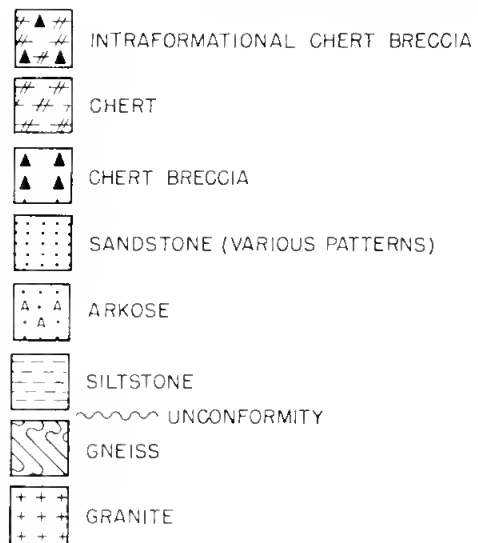 INTRAFORMATIONAL CHERT BRECCIA
CHERT
CHERT BRECCIA
SANDSTONE (VARIOUS PATTERNS)
ARKOSE
SILTSTONE
UNCONFORMITY
GNEISS
GRANITE